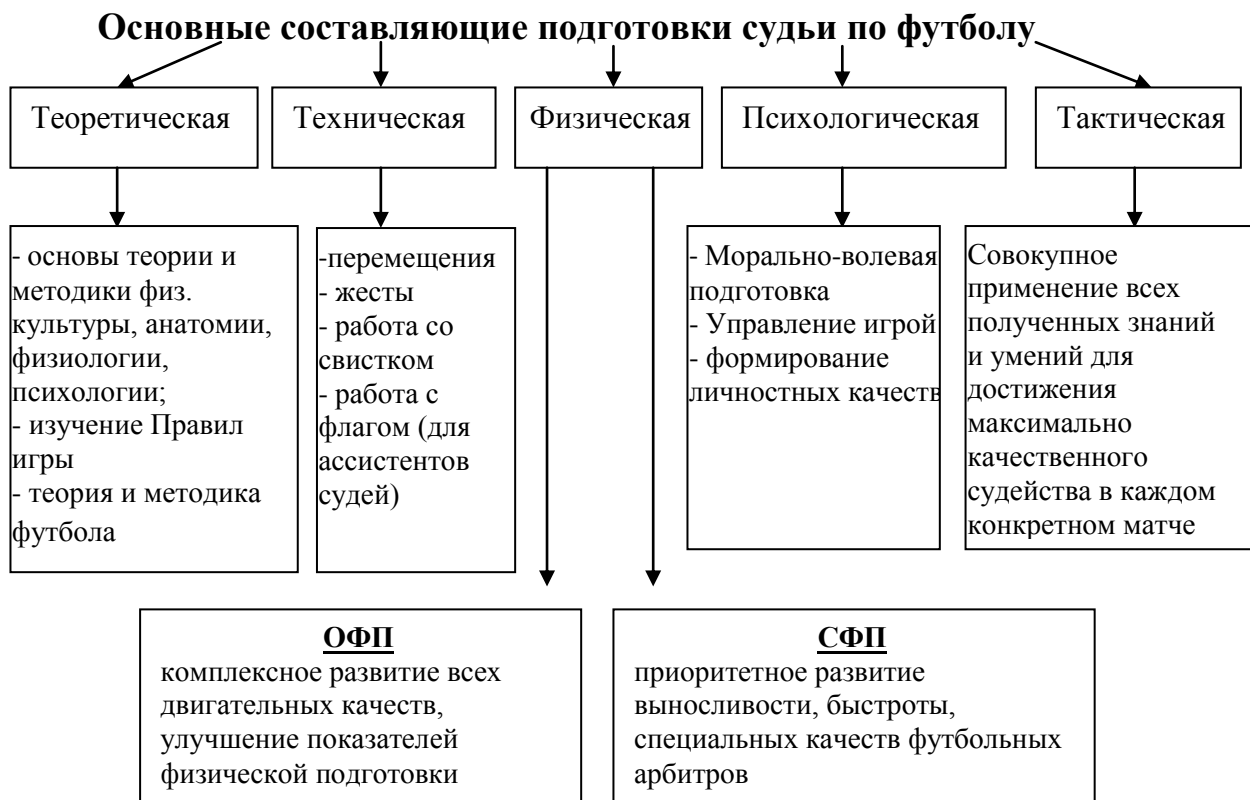 Основные составляющие подготовки судьи по футболу
Теоретическая
Техническая
Физическая
Психологическая
Тактическая
- основы теории и
методики физ.
культуры, анатомии,
физиологии,
психологии;
- изучение Правил
игры
- теория и методика
футбола
-перемещения
- жесты
- работа со
свистком
- работа с
флагом (для
ассистентов
судей)
- Морально-волевая
подготовка
- Управление игрой
- формирование
личностных качеств
Совокупное
применение всех
полученных знаний
и умений для
достижения
максимально
качественного
судейства в каждом
конкретном матче
ОФП
комплексное развитие всех
двигательных качеств,
улучшение показателей
физической подготовки
СФП
приоритетное развитие
выносливости, быстроты,
специальных качеств футбольных
арбитров